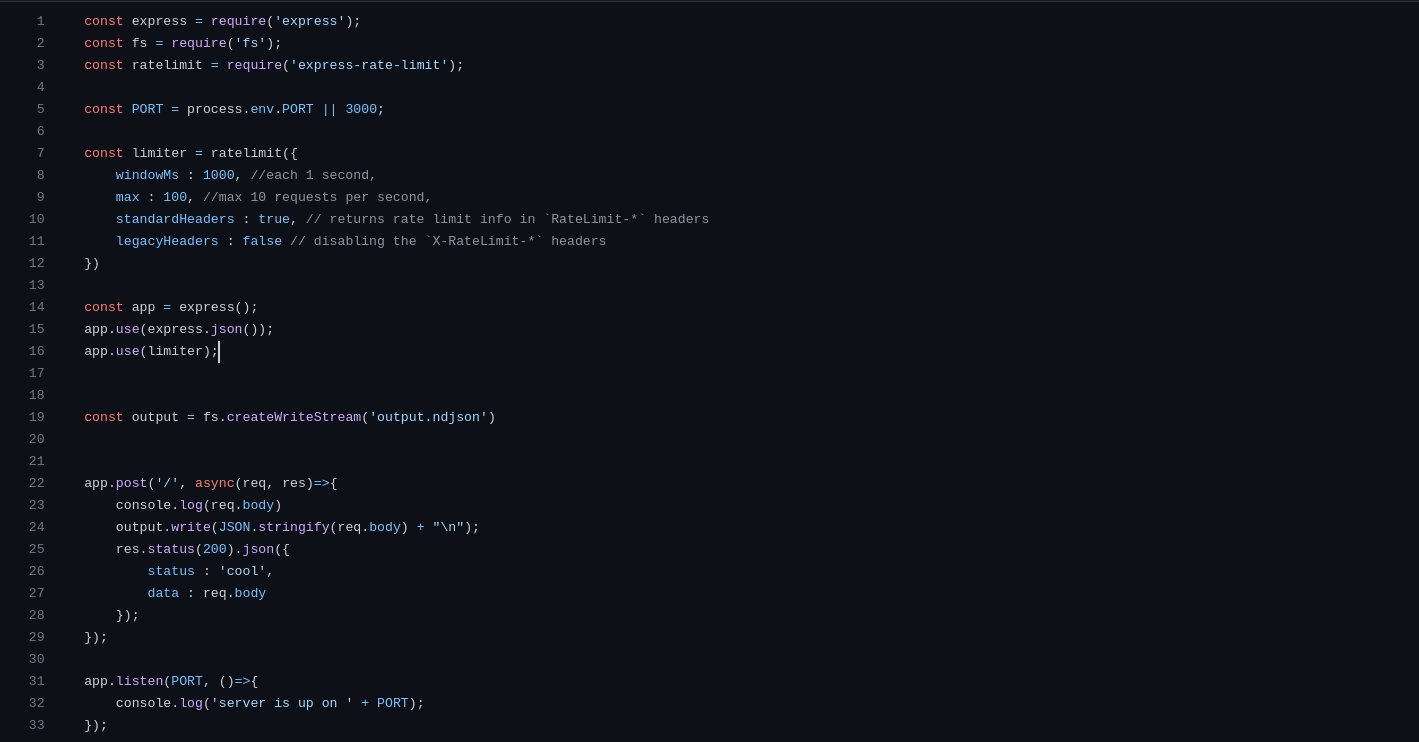 1 const express = require('express');
2 const fs = require('fs');
3 const ratelimit = require('express-rate-limit');
4
5 const PORT = process.env.PORT || 3000;
6
7 const limiter = ratelimit({
8     windowMs : 1000, //each 1 second,
9     max : 100, //max 10 requests per second,
10     standardHeaders : true, // returns rate limit info in `RateLimit-*` headers
11     legacyHeaders : false // disabling the `X-RateLimit-*` headers
12 })
13
14 const app = express();
15 app.use(express.json());
16 app.use(limiter);
17
18
19 const output = fs.createWriteStream('output.ndjson')
20
21
22 app.post('/', async(req, res)=>{
23     console.log(req.body)
24     output.write(JSON.stringify(req.body) + "\n");
25     res.status(200).json({
26         status : 'cool',
27         data : req.body
28     });
29 });
30
31 app.listen(PORT, ()=>{
32     console.log('server is up on ' + PORT);
33 });